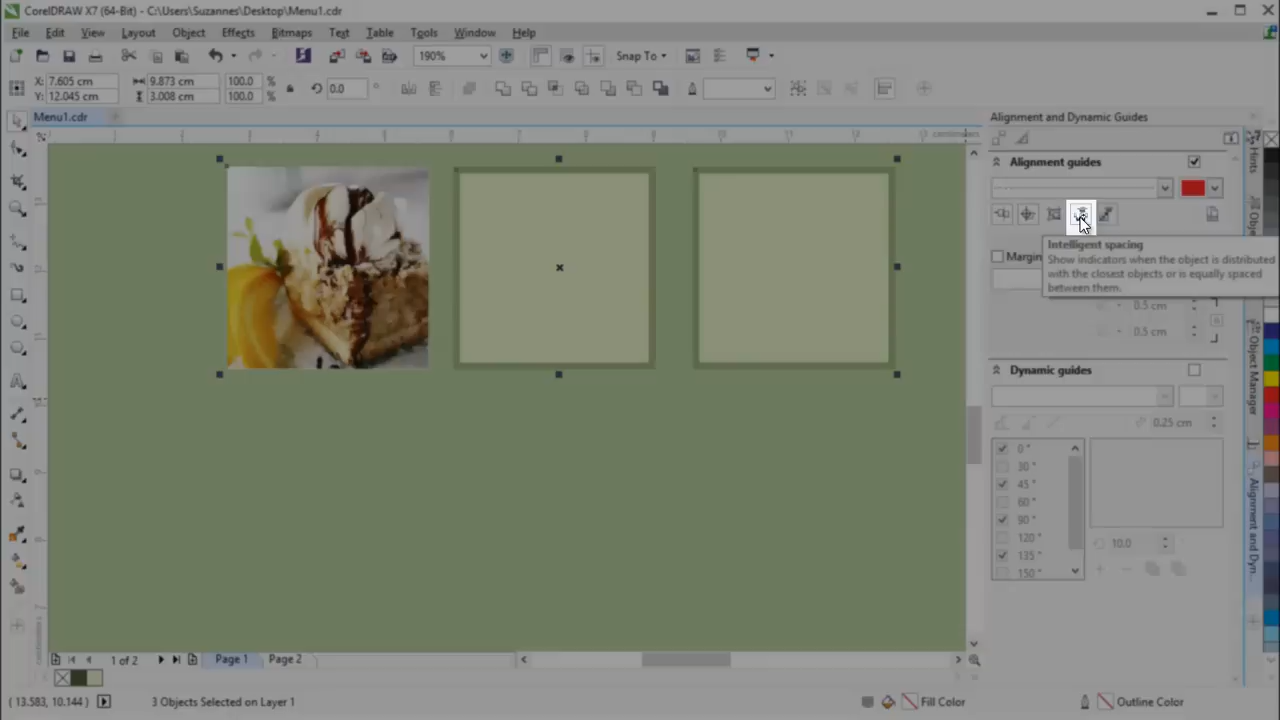 CorelDRAW X7 (64-Bit) - C:\Users\Suzannes\Desktop\Menu1.cdr
File Edit View Layout Object Effects Bitmaps Text Table Tools Window Help
190% Snap To
X: 7.605 cm 9.873 cm 100.0 % 0.0 °
Y: 12.045 cm 3.008 cm 100.0 %
Menu1.cdr
Alignment and Dynamic Guides
centimeters
Hints
Alignment guides
Intelligent spacing
Show indicators when the object is distributed
with the closest objects or is equally spaced
between them.
0.5 cm
0.5 cm
Object Manager
Dynamic guides
0.25 cm
0 °
30 °
45 °
60 °
90 °
120 °
135 °
150 °
10.0
Alignment and Dyn...
1 of 2 Page 1 Page 2
( 13.583, 10.144 ) 3 Objects Selected on Layer 1 Fill Color Outline Color